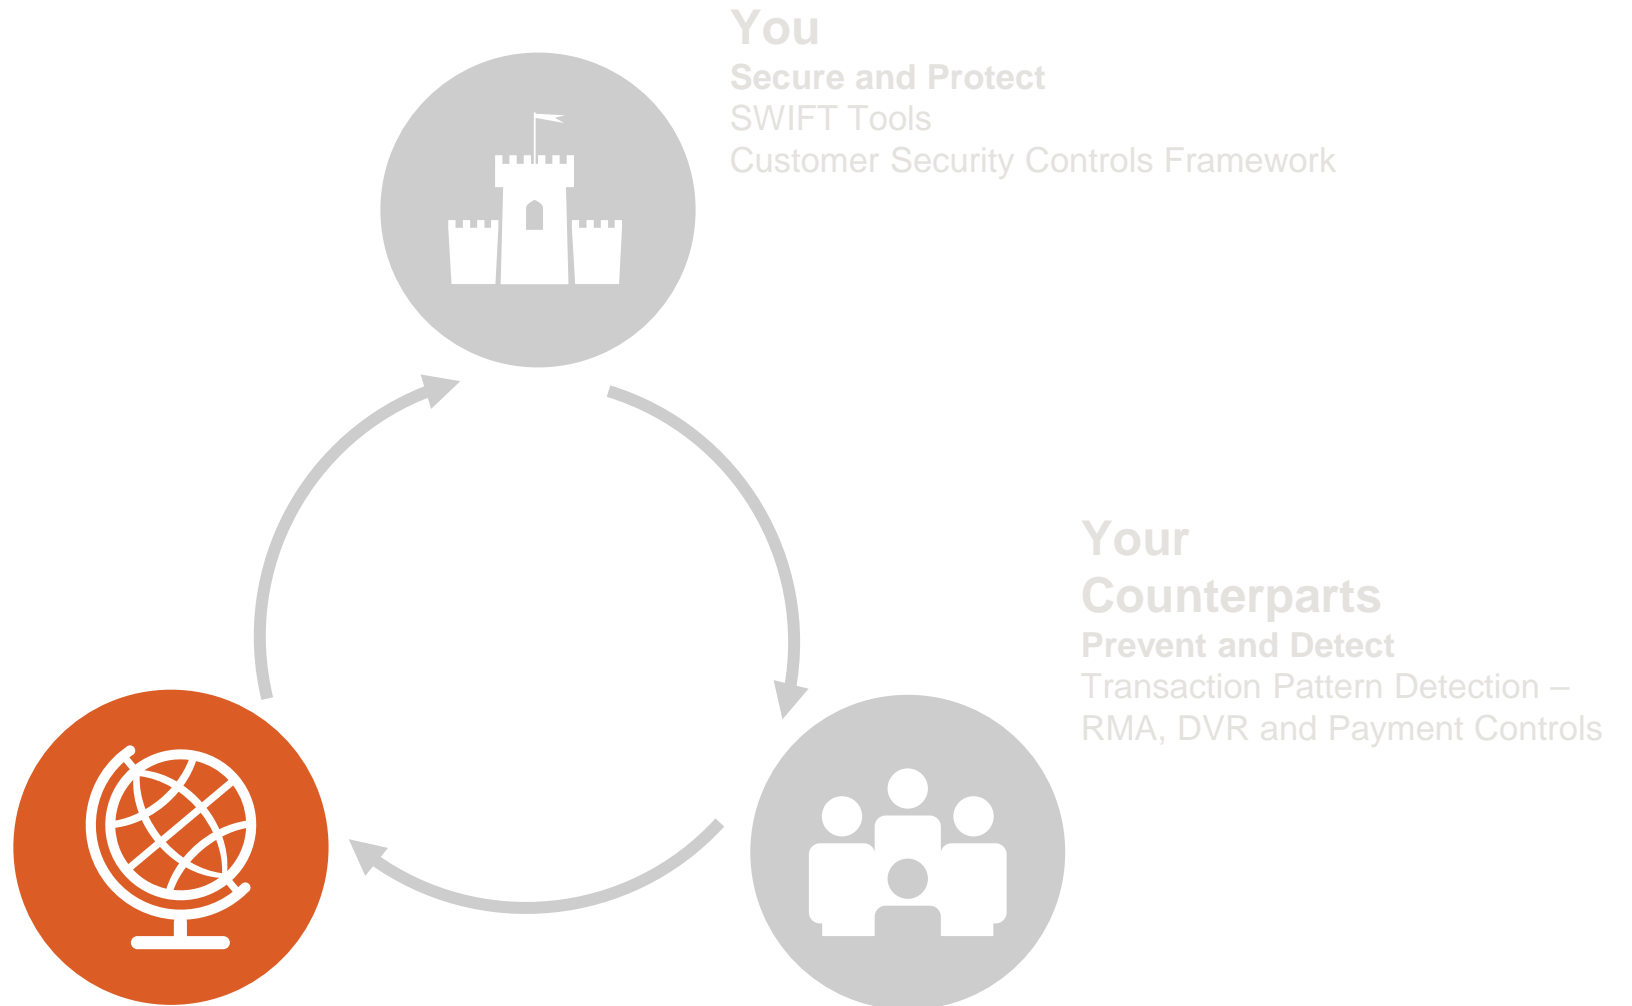 You
Secure and Protect
SWIFT Tools
Customer Security Controls Framework
Your
Counterparts
Prevent and Detect
Transaction Pattern Detection –
RMA, DVR and Payment Controls